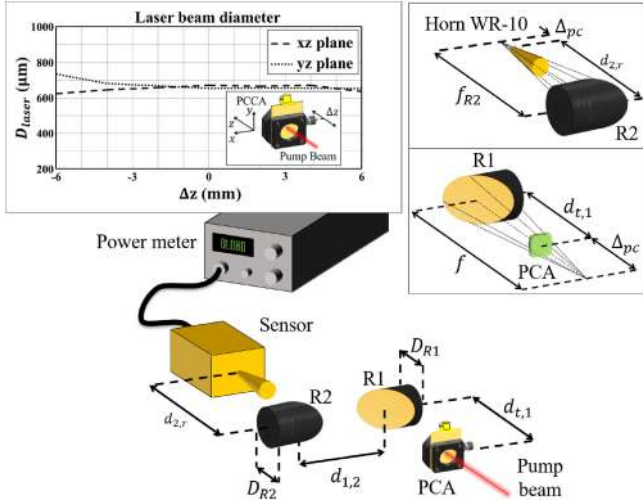 Laser beam diameter
1000
800
600
400
200
0
D_laser (μm)
xz plane
yz plane
PCCA
y
z
x
Δz
Pump Beam
-6
-3
0
3
6
Δz (mm)
Horn WR-10
Δ_pc
d_2,r
f_R2
R2
R1
d_t,1
PCA
Δ_pc
f
Power meter
0.080
Sensor
d_2,r
R2
D_R2
d_1,2
R1
D_R1
d_t,1
PCA
Pump
beam